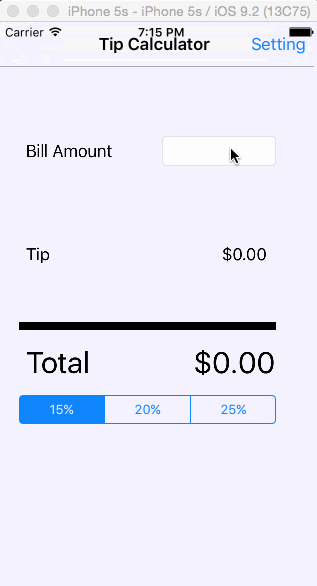 iPhone 5s - iPhone 5s / iOS 9.2 (13C75)
Carrier 7:15 PM
Tip Calculator Setting
Bill Amount
Tip $0.00
Total $0.00
15% 20% 25%